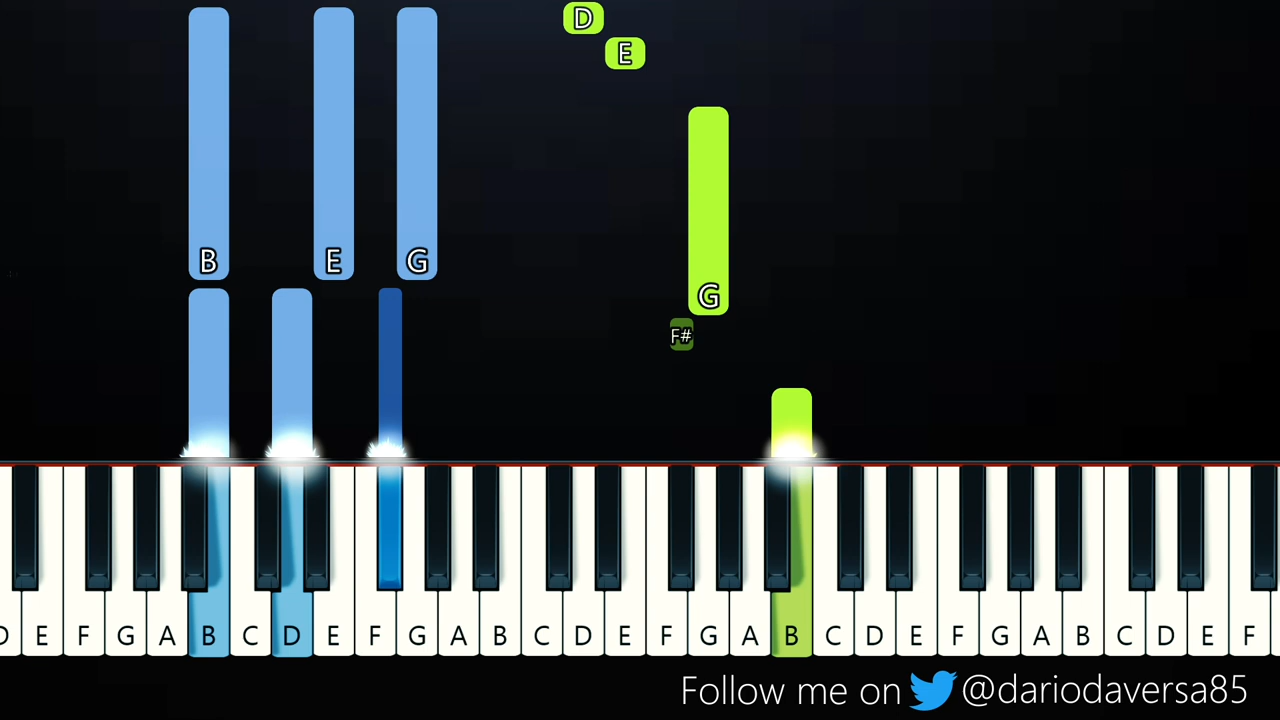 D
E
B E G
G
F#
D E F G A B C D E F G A B C D E F G A B C D E F G A B C D E F
Follow me on @dariodaversa85